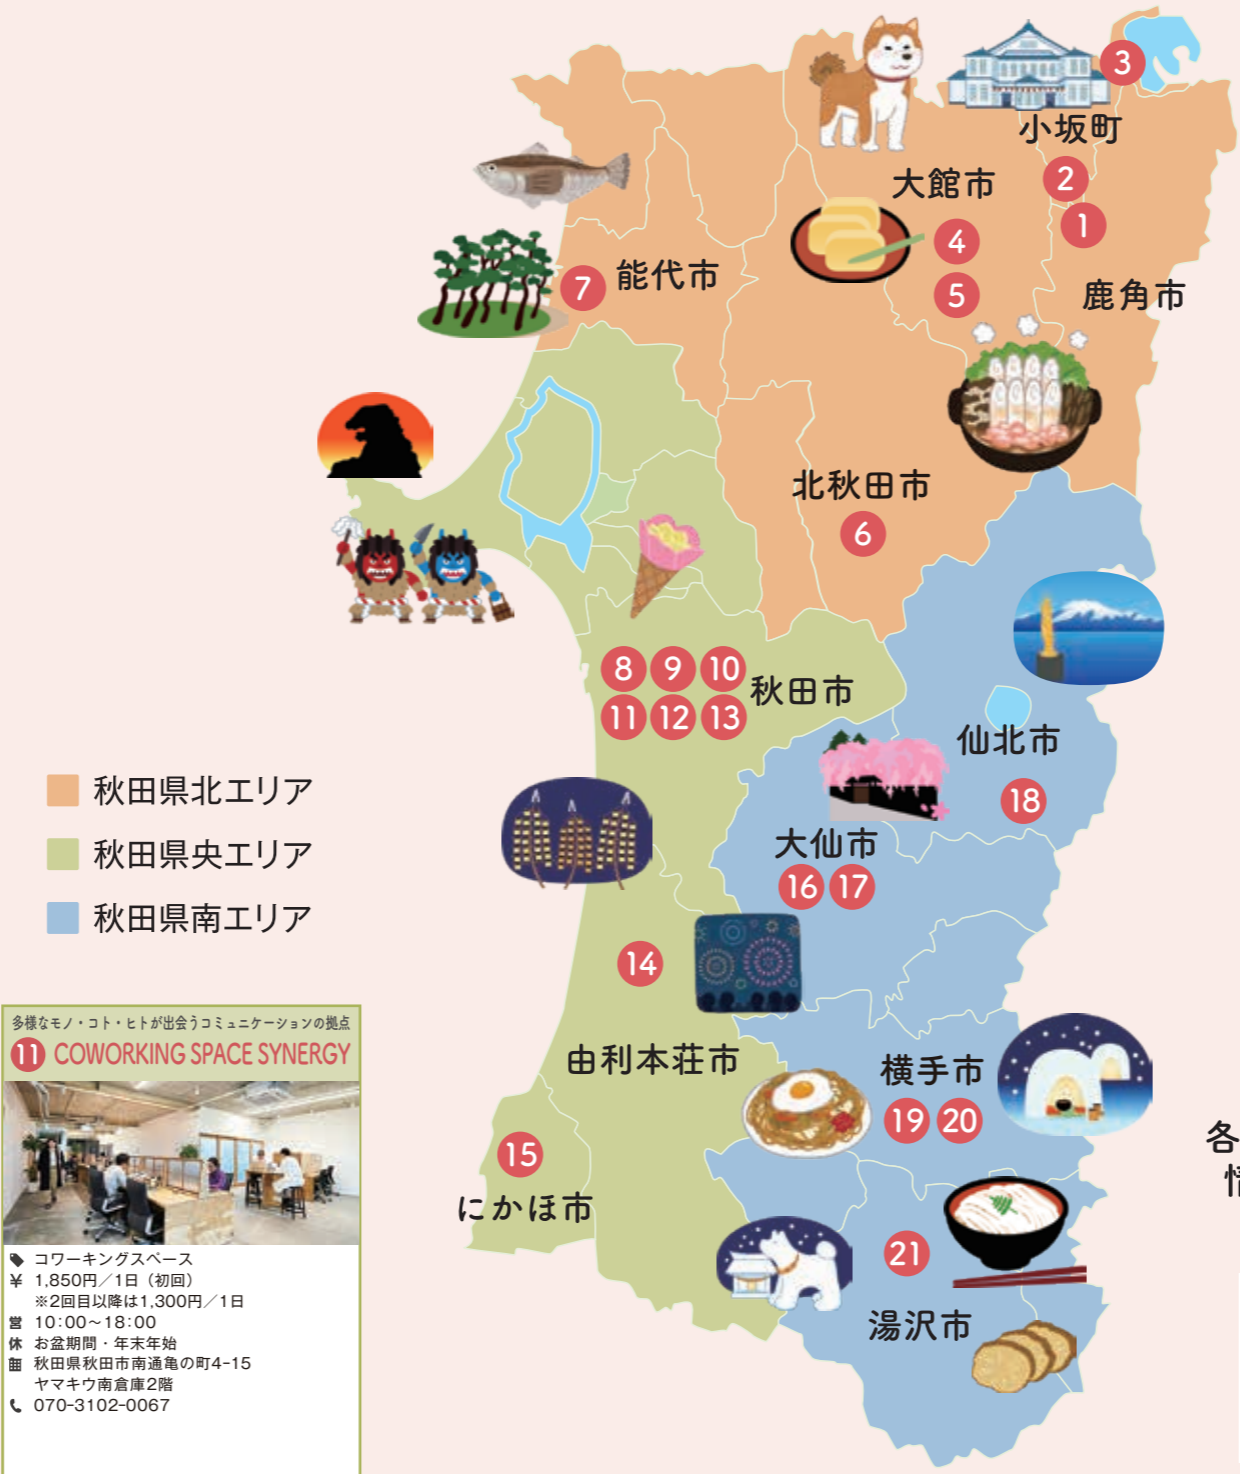 3
小坂町
2
大館市
1
4
7
能代市
5
鹿角市
北秋田市
6
8 9 10
秋田市
11 12 13
仙北市
秋田県北エリア
18
大仙市
秋田県央エリア
16 17
秋田県南エリア
14
多様なモノ・コト・ヒトが出会うコミュニケーションの拠点
11 COWORKING SPACE SYNERGY
由利本荘市
横手市
19 20
各
15
にかほ市
21
コワーキングスペース
¥ 1,850円／1日（初回）
※2回目以降は1,300円／1日
営 10:00〜18:00
休 お盆期間・年末年始
秋田県秋田市南通亀の町4-15
ヤマキウ南倉庫2階
070-3102-0067
湯沢市